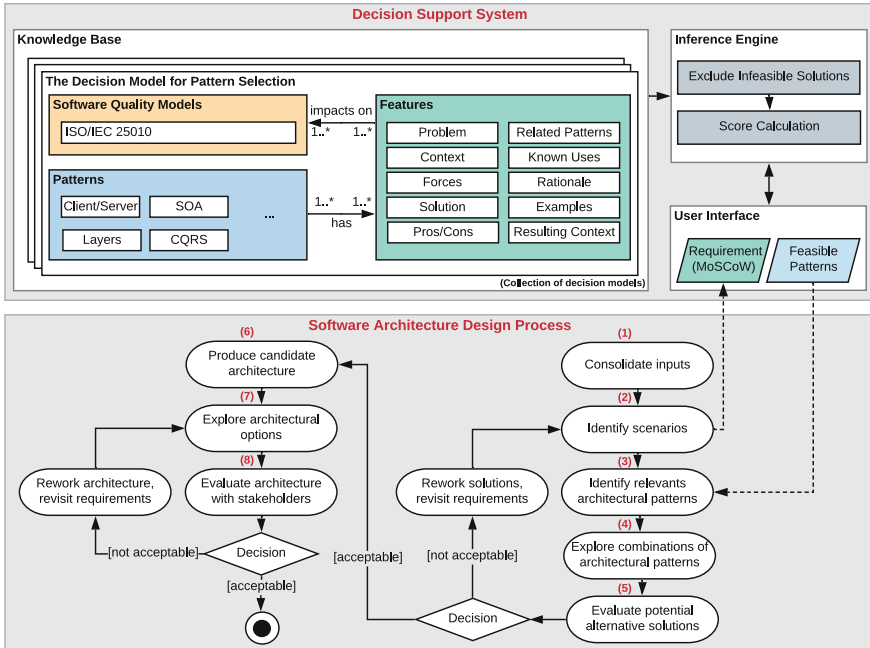 Decision Support System
Knowledge Base
The Decision Model for Pattern Selection
Software Quality Models
ISO/IEC 25010
impacts on
1..*
1..*
Features
Problem
Related Patterns
Context
Known Uses
Forces
Rationale
Solution
Examples
Pros/Cons
Resulting Context
Patterns
Client/Server
SOA
...
Layers
CQRS
1..*
1..*
has
(Collection of decision models)
Inference Engine
Exclude Infeasible Solutions
Score Calculation
User Interface
Requirement
(MoSCoW)
Feasible
Patterns
Software Architecture Design Process
(1)
Consolidate inputs
(2)
Identify scenarios
(3)
Identify relevants
architectural patterns
(4)
Explore combinations of
architectural patterns
(5)
Evaluate potential
alternative solutions
Decision
[not acceptable]
Rework solutions,
revisit requirements
[acceptable]
(6)
Produce candidate
architecture
(7)
Explore architectural
options
(8)
Evaluate architecture
with stakeholders
Decision
[not acceptable]
Rework architecture,
revisit requirements
[acceptable]